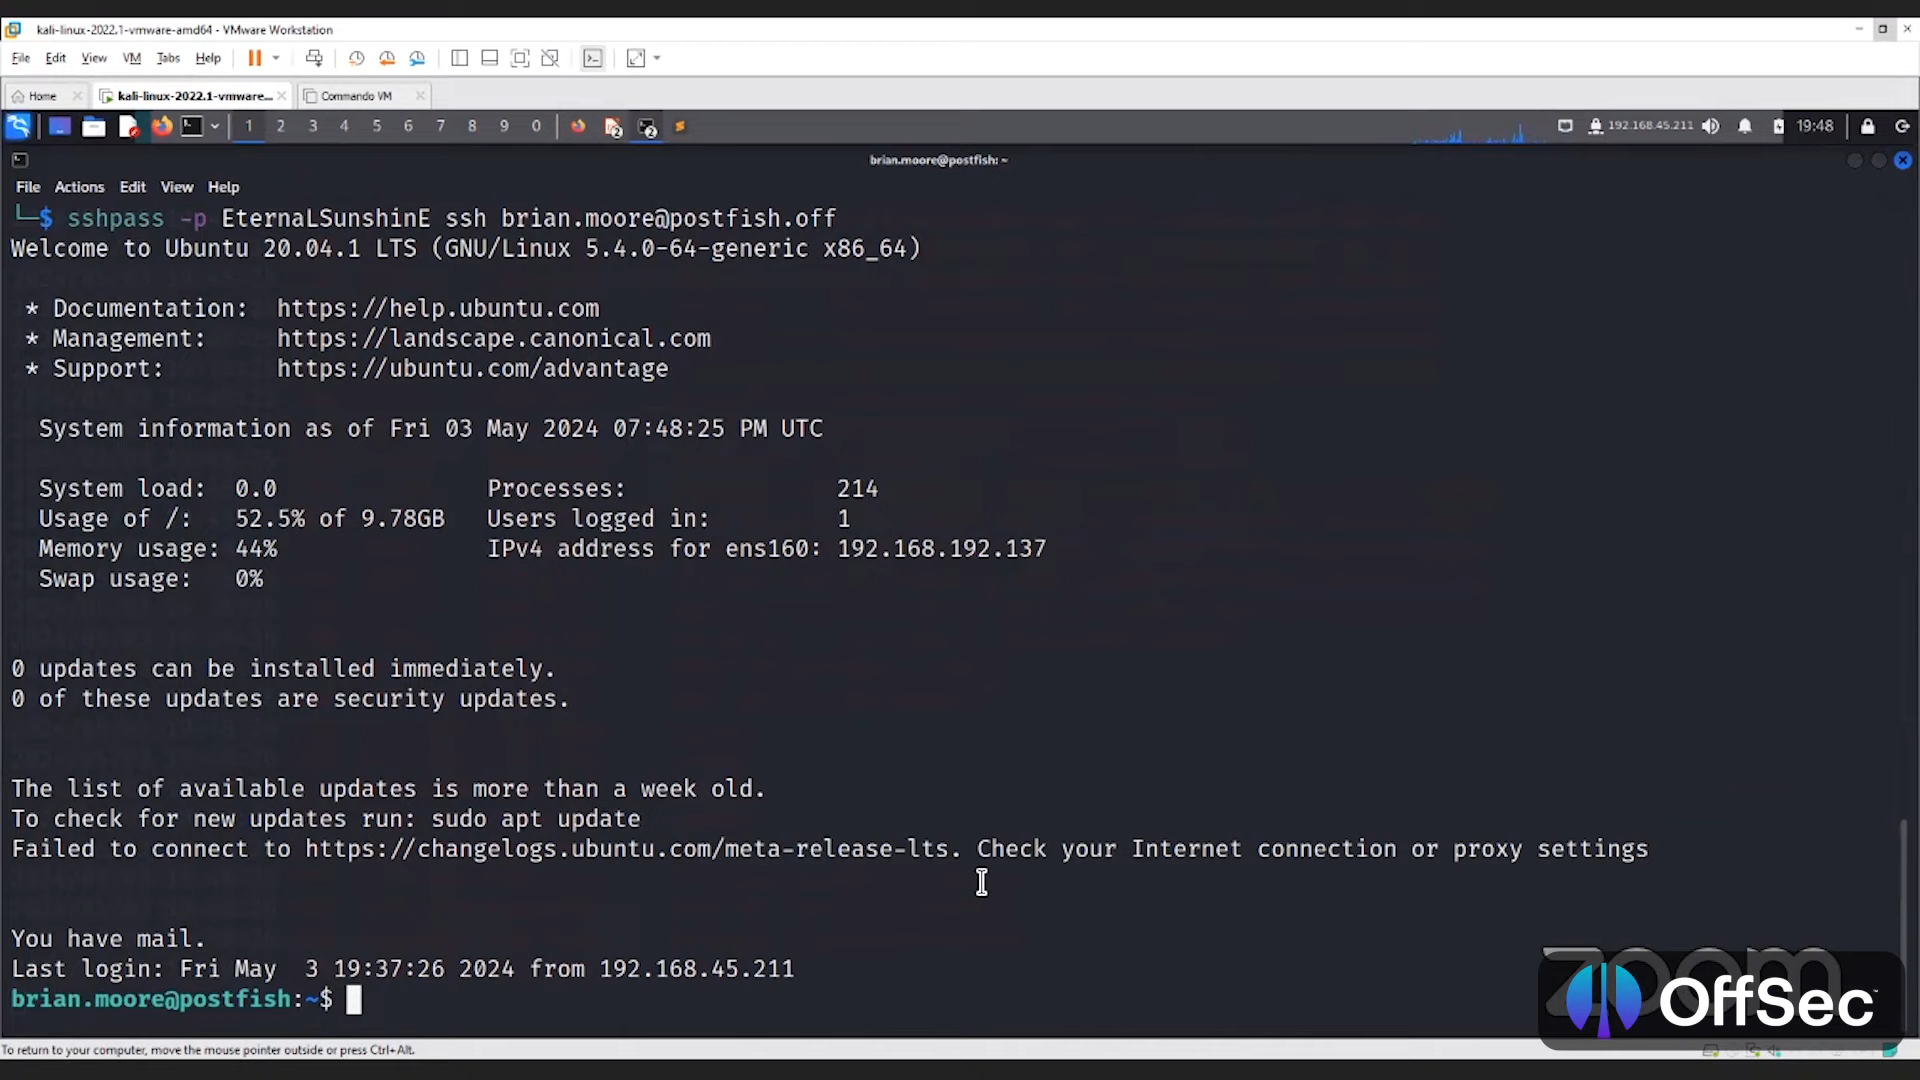 kali-linux-2022.1-vmware-amd64 - VMware Workstation
File Edit View VM Tabs Help
Home kali-linux-2022.1-vmware... Commando VM
1 2 3 4 5 6 7 8 9 0 192.168.45.211 19:48
brian.moore@postfish: ~
File Actions Edit View Help
└─$ sshpass -p EternaLSunshinE ssh brian.moore@postfish.off
Welcome to Ubuntu 20.04.1 LTS (GNU/Linux 5.4.0-64-generic x86_64)
* Documentation: https://help.ubuntu.com
* Management: https://landscape.canonical.com
* Support: https://ubuntu.com/advantage
System information as of Fri 03 May 2024 07:48:25 PM UTC
System load: 0.0 Processes: 214
Usage of /: 52.5% of 9.78GB Users logged in: 1
Memory usage: 44% IPv4 address for ens160: 192.168.192.137
Swap usage: 0%
0 updates can be installed immediately.
0 of these updates are security updates.
The list of available updates is more than a week old.
To check for new updates run: sudo apt update
Failed to connect to https://changelogs.ubuntu.com/meta-release-lts. Check your Internet connection or proxy settings
You have mail.
Last login: Fri May 3 19:37:26 2024 from 192.168.45.211
brian.moore@postfish:~$
zoom
OffSec™
To return to your computer, move the mouse pointer outside or press Ctrl+Alt.